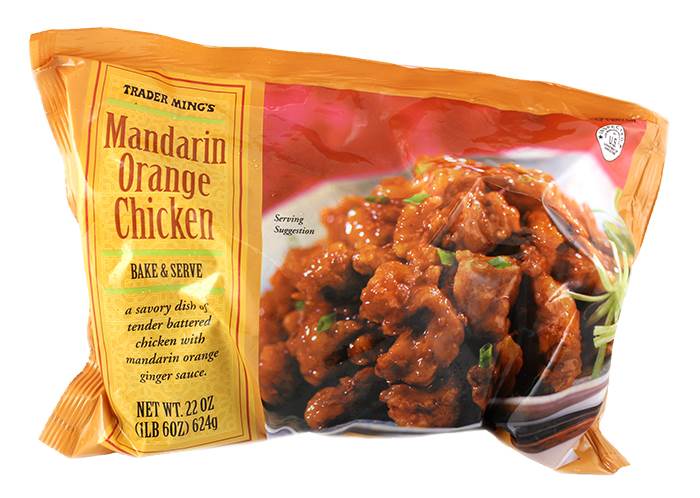 TRADER MING'S
Mandarin
Orange
Chicken
BAKE & SERVE
a savory dish of
tender battered
chicken with
mandarin orange
ginger sauce.
NET WT. 22 OZ
(1LB 6OZ) 624g
Serving
Suggestion